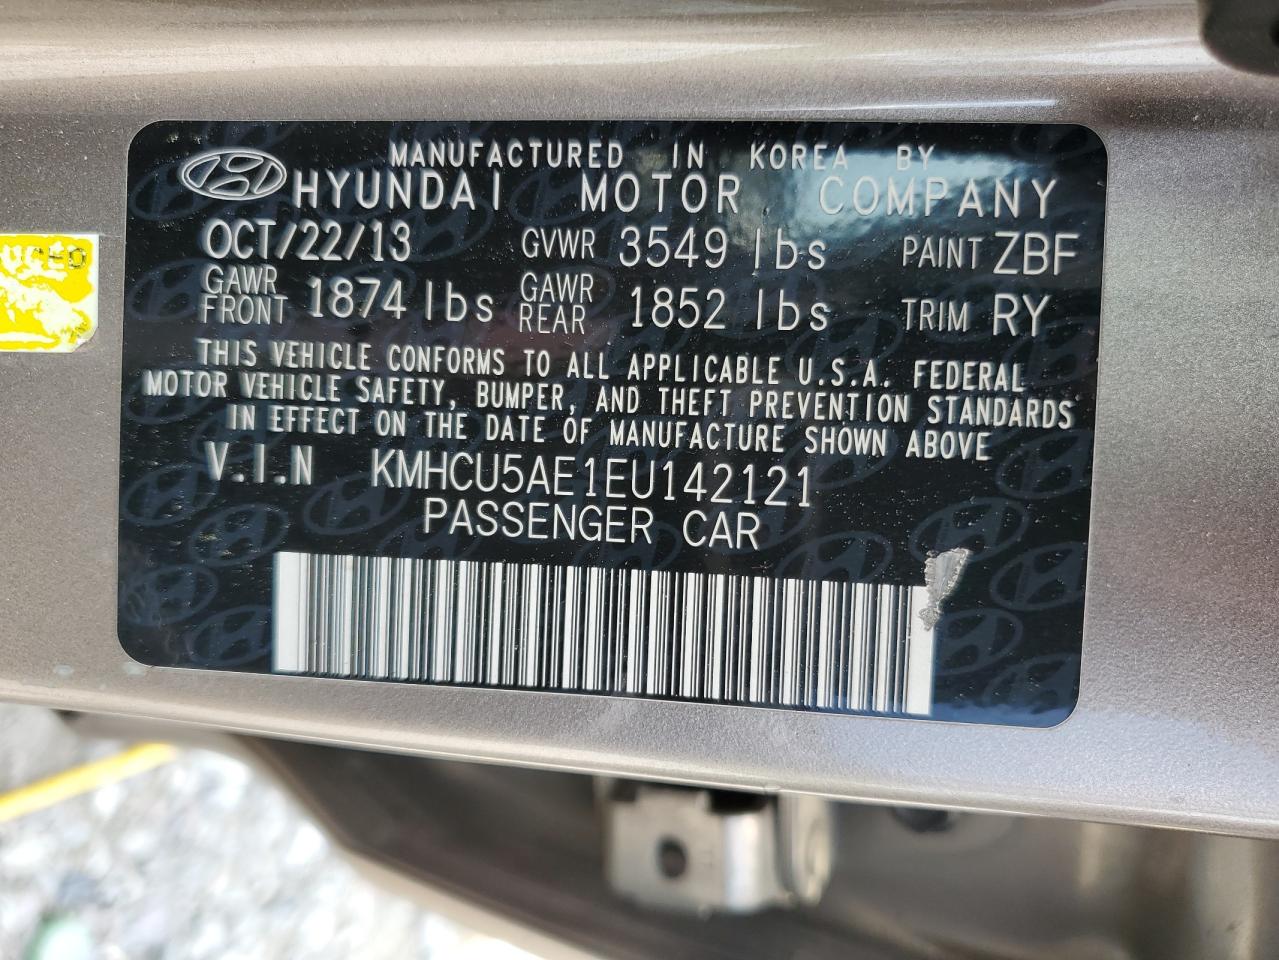 MANUFACTURED IN KOREA BY
HYUNDAI MOTOR COMPANY
OCT/22/13 GVWR 3549 lbs PAINT ZBF
GAWR FRONT 1874 lbs GAWR REAR 1852 lbs TRIM RY
THIS VEHICLE CONFORMS TO ALL APPLICABLE U.S.A. FEDERAL
MOTOR VEHICLE SAFETY, BUMPER, AND THEFT PREVENTION STANDARDS
IN EFFECT ON THE DATE OF MANUFACTURE SHOWN ABOVE
V.I.N KMHCU5AE1EU142121
PASSENGER CAR